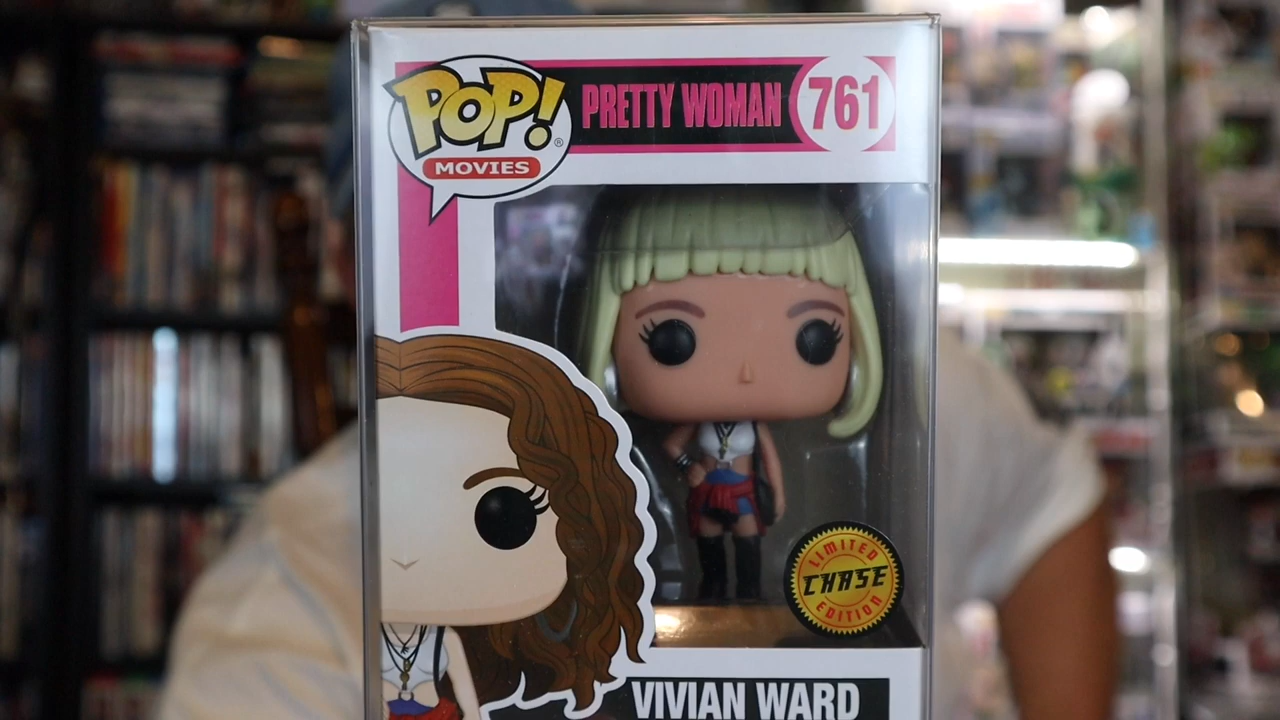 POP!®
MOVIES
PRETTY WOMAN
761
LIMITED
CHASE
EDITION
VIVIAN WARD